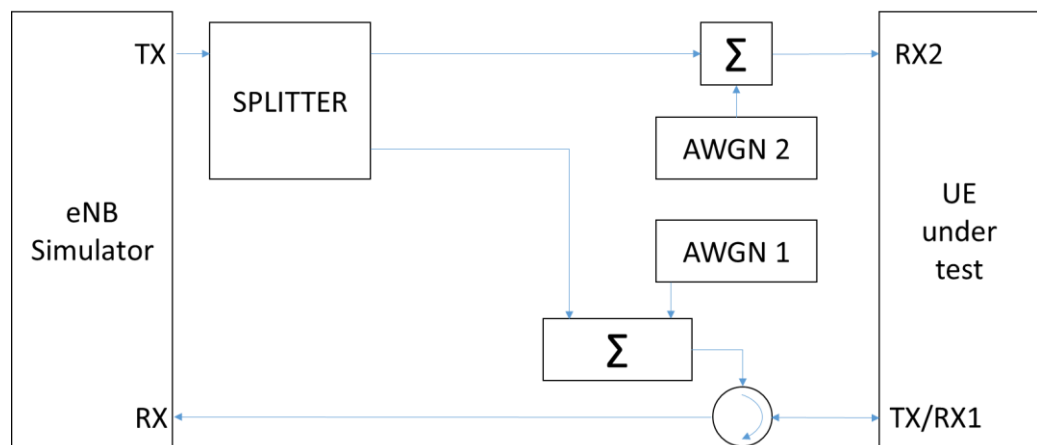 TX
SPLITTER
Σ
RX2
AWGN 2
eNB
Simulator
UE
under
test
AWGN 1
Σ
RX
TX/RX1